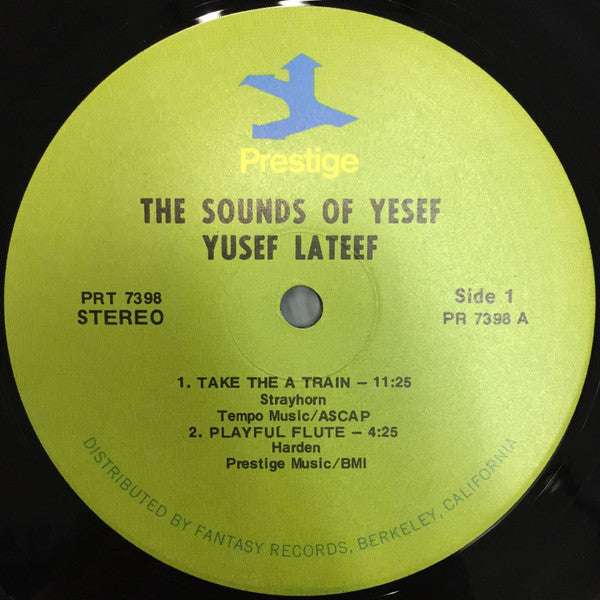 Prestige
THE SOUNDS OF YESEF
YUSEF LATEEF
PRT 7398
STEREO
Side 1
PR 7398 A
1. TAKE THE A TRAIN – 11:25
Strayhorn
Tempo Music/ASCAP
2. PLAYFUL FLUTE – 4:25
Harden
Prestige Music/BMI
DISTRIBUTED BY FANTASY RECORDS, BERKELEY, CALIFORNIA